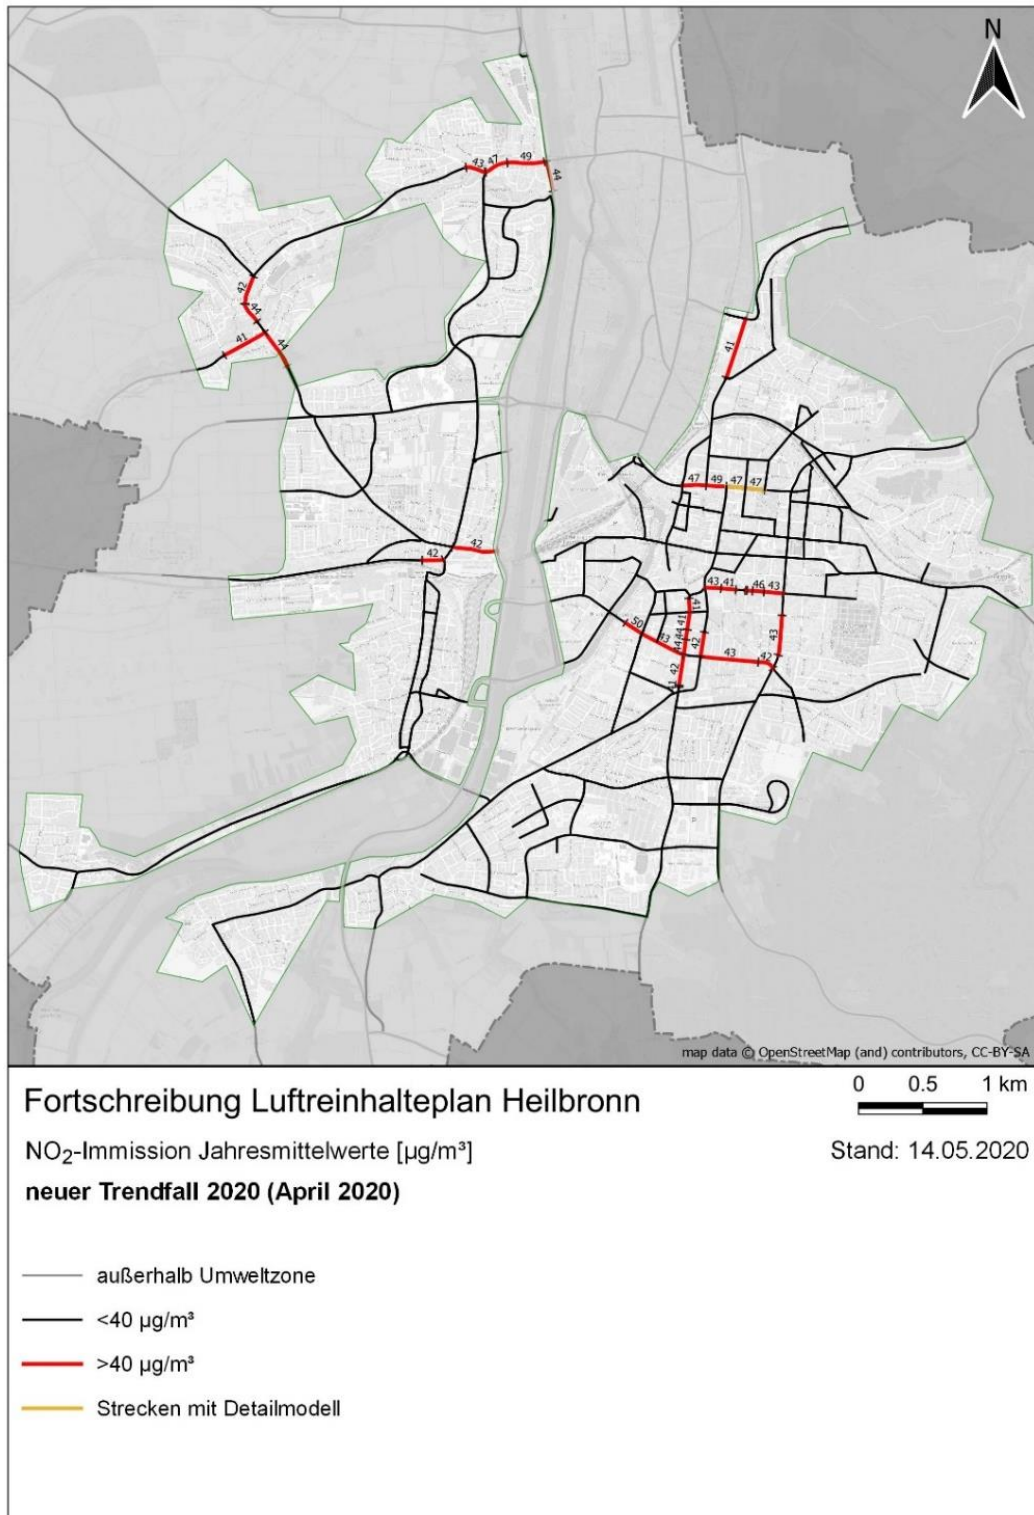 N
43 47 49
44
42
44
41
44
41
47 49 47 47
42
42
43 41 46 43
41
41
50
43
44
42
43
43
42
42
map data © OpenStreetMap (and) contributors, CC-BY-SA
Fortschreibung Luftreinhalteplan Heilbronn
0 0.5 1 km
NO₂-Immission Jahresmittelwerte [µg/m³]
Stand: 14.05.2020
neuer Trendfall 2020 (April 2020)
außerhalb Umweltzone
<40 µg/m³
>40 µg/m³
Strecken mit Detailmodell